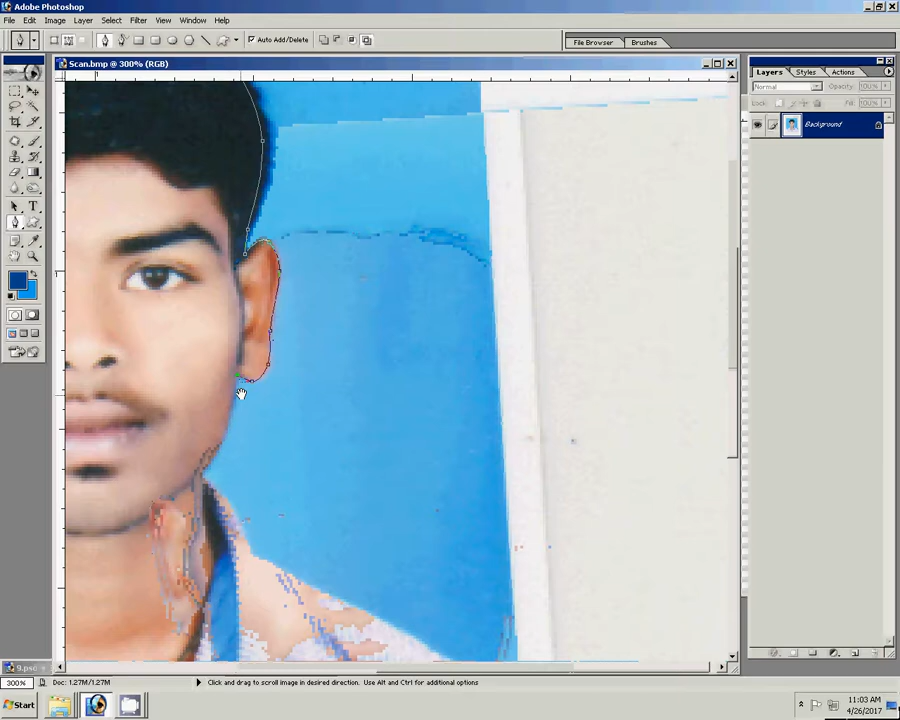 Adobe Photoshop
File Edit Image Layer Select Filter View Window Help
Auto Add/Delete
File Browser Brushes
Scan.bmp @ 300% (RGB)
Layers Styles Actions
Normal Opacity: 100%
Lock: Fill: 100%
Background
T
9.psd
300% Doc: 1.27M/1.27M Click and drag to scroll image in desired direction. Use Alt and Ctrl for additional options
Start
11:03 AM
4/26/2017